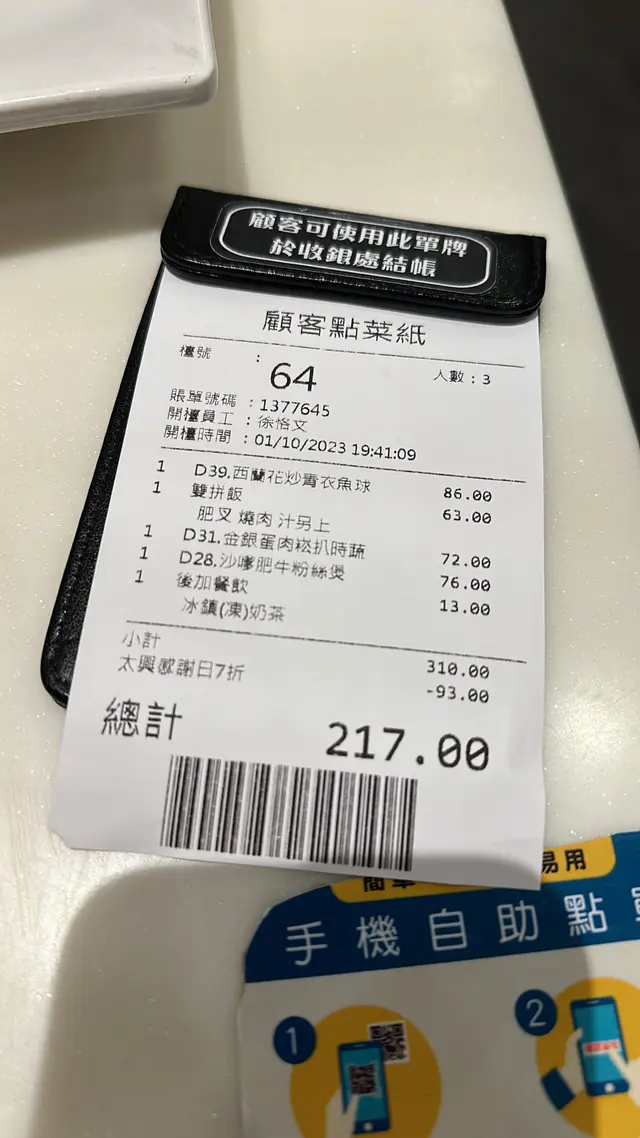 顧客可使用此單牌
於收銀處結帳
顧客點菜紙
檯號 : 64 人數 : 3
賬單號碼 : 1377645
開檯員工 : 徐恪文
開檯時間 : 01/10/2023 19:41:09
1 D39.西蘭花炒青衣魚球 86.00
1 雙拼飯 63.00
肥叉 燒肉 汁另上
1 D31.金銀蛋肉崧扒時蔬 72.00
1 D28.沙嗲肥牛粉絲煲 76.00
1 後加餐飲 13.00
冰鎮(凍)奶茶
小計 310.00
太興感謝日7折 -93.00
總計 217.00
簡單 易用
手機自助點單
1
2